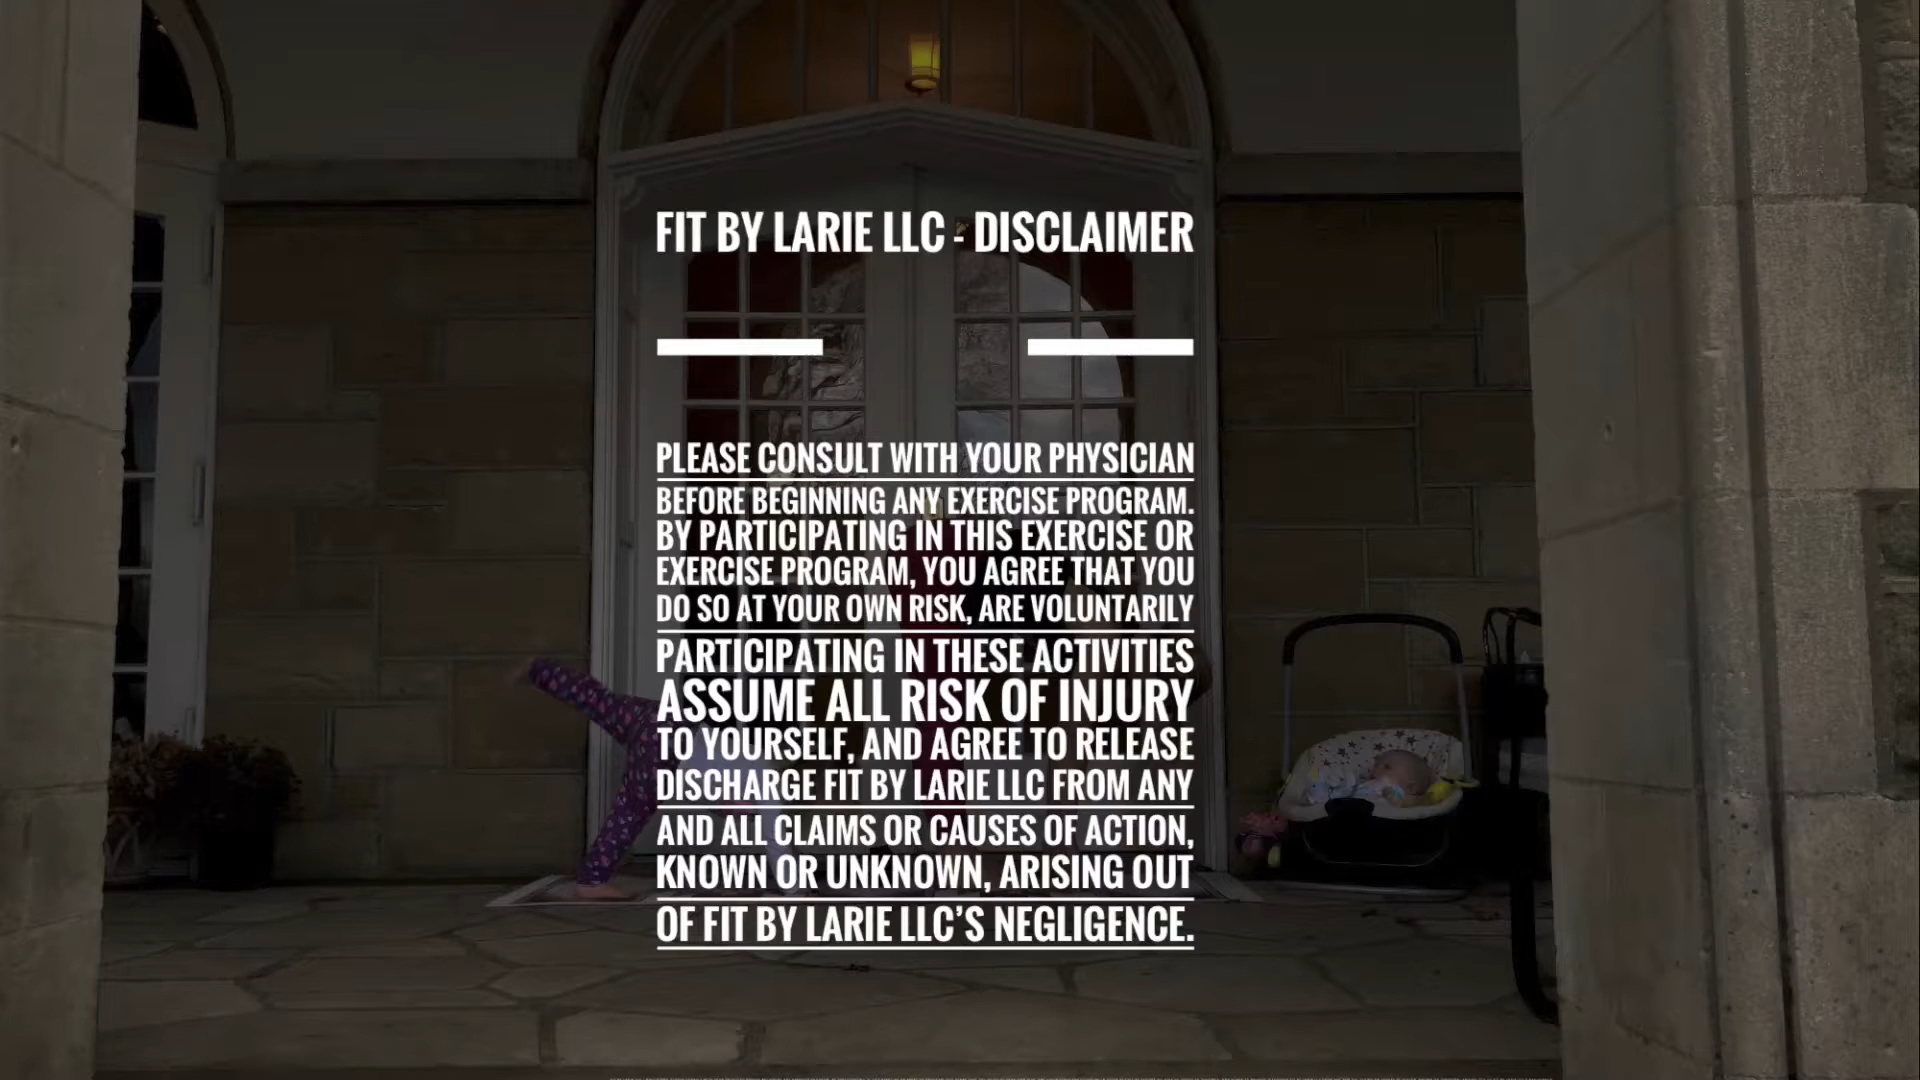 FIT BY LARIE LLC - DISCLAIMER
PLEASE CONSULT WITH YOUR PHYSICIAN
BEFORE BEGINNING ANY EXERCISE PROGRAM.
BY PARTICIPATING IN THIS EXERCISE OR
EXERCISE PROGRAM, YOU AGREE THAT YOU
DO SO AT YOUR OWN RISK, ARE VOLUNTARILY
PARTICIPATING IN THESE ACTIVITIES
ASSUME ALL RISK OF INJURY
TO YOURSELF, AND AGREE TO RELEASE
DISCHARGE FIT BY LARIE LLC FROM ANY
AND ALL CLAIMS OR CAUSES OF ACTION,
KNOWN OR UNKNOWN, ARISING OUT
OF FIT BY LARIE LLC’S NEGLIGENCE.